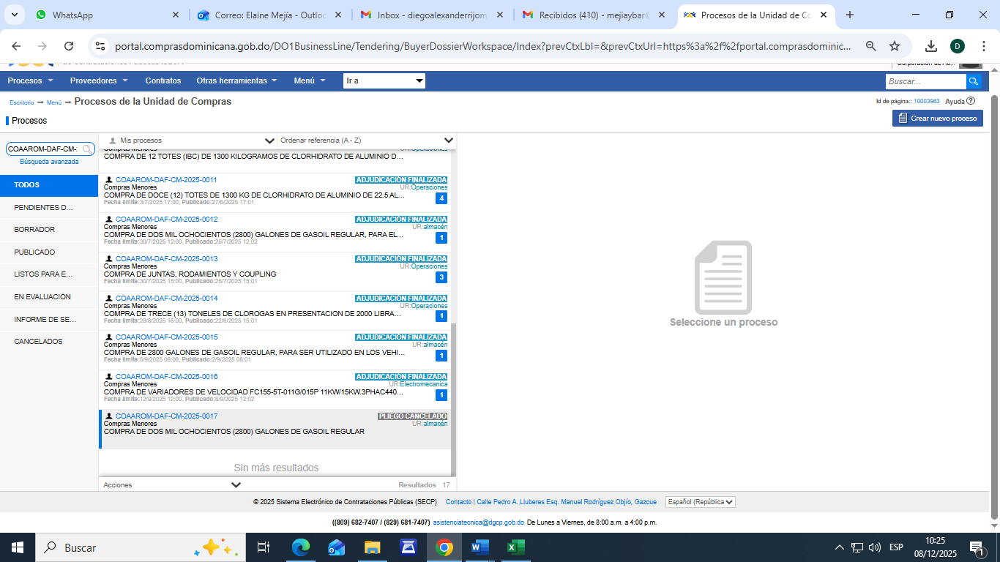 WhatsApp
Correo: Elaine Mejía - Outloo
Inbox - diegoalexanderrijom
Recibidos (410) - mejiaybar@
Procesos de la Unidad de Co
portal.comprasdominicana.gob.do/DO1BusinessLine/Tendering/BuyerDossierWorkspace/Index?prevCtxLbl=&prevCtxUrl=https%3a%2f%2fportal.comprasdominic...
D
Procesos
Proveedores
Contratos
Otras herramientas
Menú
Ir a
Buscar...
Escritorio → Menú → Procesos de la Unidad de Compras
Id de página:: 10003963 Ayuda
Procesos
Crear nuevo proceso
COAAROM-DAF-CM-
Búsqueda avanzada
TODOS
PENDIENTES D...
BORRADOR
PUBLICADO
LISTOS PARA E...
EN EVALUACIÓN
INFORME DE SE...
CANCELADOS
Mis procesos
Ordenar referencia (A - Z)
Compras Menores UR:Operaciones
COMPRA DE 12 TOTES (IBC) DE 1300 KILOGRAMOS DE CLORHIDRATO DE ALUMINIO D...
COAAROM-DAF-CM-2025-0011 ADJUDICACIÓN FINALIZADA
Compras Menores UR:Operaciones
COMPRA DE DOCE (12) TOTES DE 1300 KG DE CLORHIDRATO DE ALUMINIO DE 22.5 AL... 4
Fecha límite:3/7/2025 17:00, Publicado:27/6/2025 17:01
COAAROM-DAF-CM-2025-0012 ADJUDICACIÓN FINALIZADA
Compras Menores UR:almacén
COMPRA DE DOS MIL OCHOCIENTOS (2800) GALONES DE GASOIL REGULAR, PARA EL... 1
Fecha límite:30/7/2025 12:00, Publicado:25/7/2025 12:02
COAAROM-DAF-CM-2025-0013 ADJUDICACIÓN FINALIZADA
Compras Menores UR:Operaciones
COMPRA DE JUNTAS, RODAMIENTOS Y COUPLING 3
Fecha límite:30/7/2025 15:00, Publicado:25/7/2025 15:01
COAAROM-DAF-CM-2025-0014 ADJUDICACIÓN FINALIZADA
Compras Menores UR:Operaciones
COMPRA DE TRECE (13) TONELES DE CLOROGAS EN PRESENTACION DE 2000 LIBRA... 1
Fecha límite:28/8/2025 15:00, Publicado:22/8/2025 15:01
COAAROM-DAF-CM-2025-0015 ADJUDICACIÓN FINALIZADA
Compras Menores UR:almacén
COMPRA DE 2800 GALONES DE GASOIL REGULAR, PARA SER UTILIZADO EN LOS VEHI... 1
Fecha límite:5/9/2025 08:00, Publicado:2/9/2025 08:01
COAAROM-DAF-CM-2025-0016 ADJUDICACIÓN FINALIZADA
Compras Menores UR:Electromecanica
COMPRA DE VARIADORES DE VELOCIDAD FC155-5T-011G/015P 11KW/15KW.3PHAC440... 1
Fecha límite:12/9/2025 12:00, Publicado:8/9/2025 12:02
COAAROM-DAF-CM-2025-0017 PLIEGO CANCELADO
Compras Menores UR:almacén
COMPRA DE DOS MIL OCHOCIENTOS (2800) GALONES DE GASOIL REGULAR
Sin más resultados
Acciones
Resultados 17
Seleccione un proceso
© 2025 Sistema Electrónico de Contrataciones Públicas (SECP) Contacto | Calle Pedro A. Lluberes Esq. Manuel Rodríguez Objío, Gazcue Español (República
((809) 682-7407 / (829) 681-7407) asistenciatecnica@dgcp.gob.do De Lunes a Viernes, de 8:00 a.m. a 4:00 p.m.
Buscar
ESP
10:25
08/12/2025
1